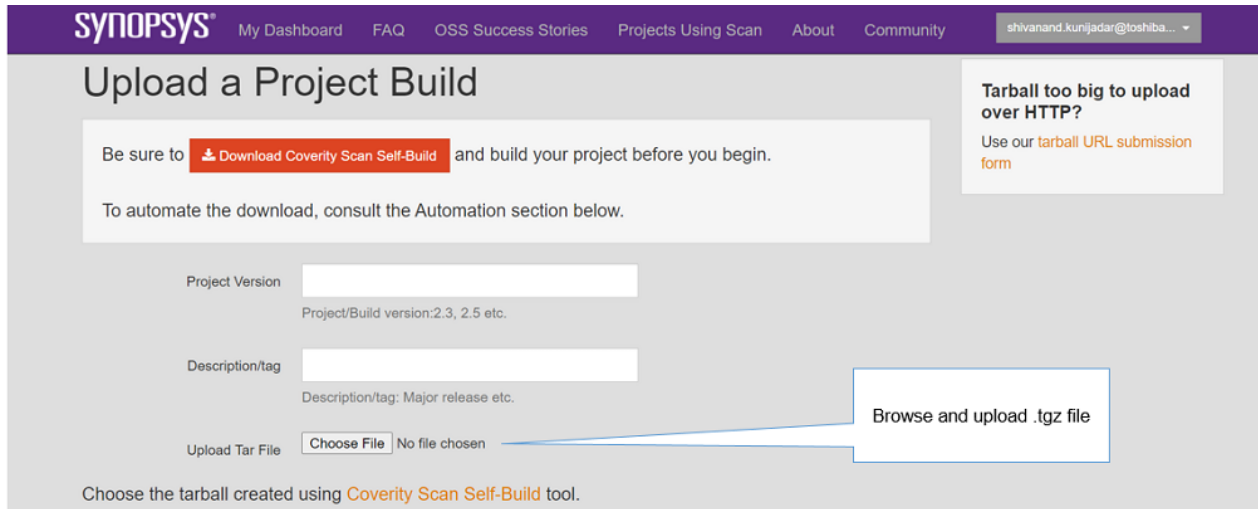 SYNOPSYS® My Dashboard FAQ OSS Success Stories Projects Using Scan About Community shivanand.kunijadar@toshiba...
Upload a Project Build
Be sure to Download Coverity Scan Self-Build and build your project before you begin.
To automate the download, consult the Automation section below.
Tarball too big to upload
over HTTP?
Use our tarball URL submission
form
Project Version
Project/Build version:2.3, 2.5 etc.
Description/tag
Description/tag: Major release etc.
Upload Tar File Choose File No file chosen
Browse and upload .tgz file
Choose the tarball created using Coverity Scan Self-Build tool.